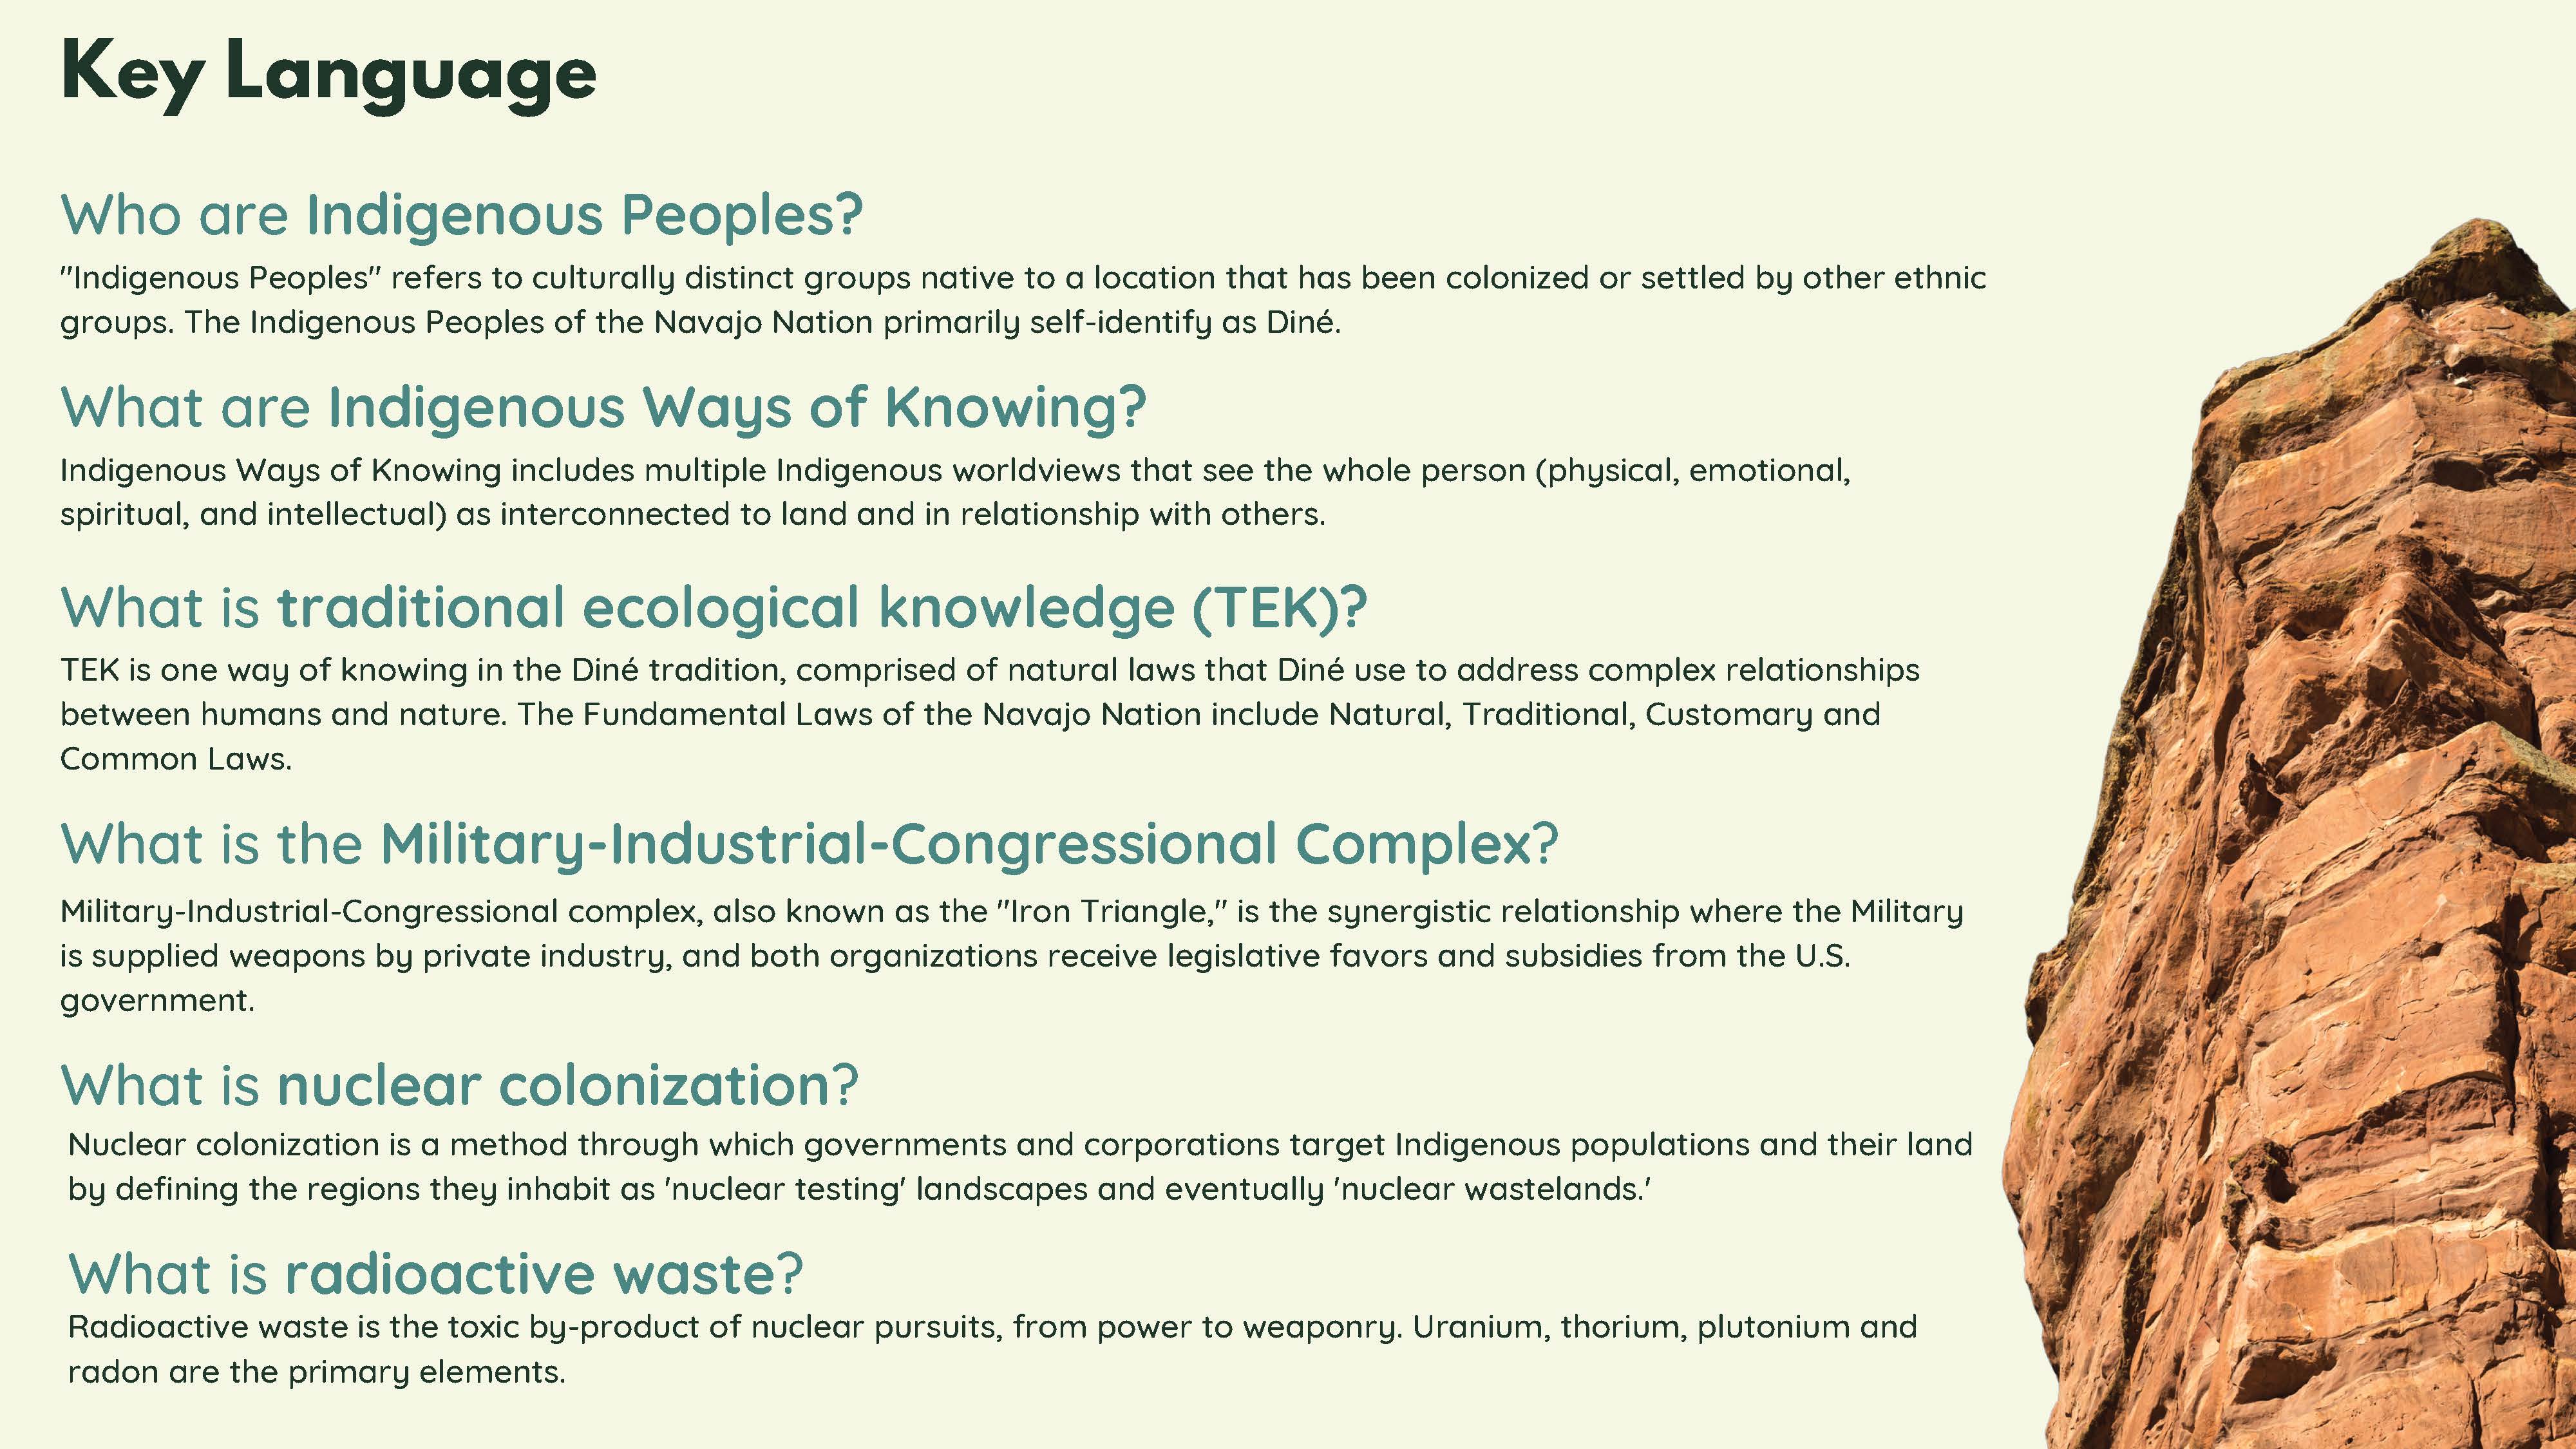 Key Language
Who are Indigenous Peoples?
"Indigenous Peoples" refers to culturally distinct groups native to a location that has been colonized or settled by other ethnic
groups. The Indigenous Peoples of the Navajo Nation primarily self-identify as Diné.
What are Indigenous Ways of Knowing?
Indigenous Ways of Knowing includes multiple Indigenous worldviews that see the whole person (physical, emotional,
spiritual, and intellectual) as interconnected to land and in relationship with others.
What is traditional ecological knowledge (TEK)?
TEK is one way of knowing in the Diné tradition, comprised of natural laws that Diné use to address complex relationships
between humans and nature. The Fundamental Laws of the Navajo Nation include Natural, Traditional, Customary and
Common Laws.
What is the Military-Industrial-Congressional Complex?
Military-Industrial-Congressional complex, also known as the "Iron Triangle," is the synergistic relationship where the Military
is supplied weapons by private industry, and both organizations receive legislative favors and subsidies from the U.S.
government.
What is nuclear colonization?
Nuclear colonization is a method through which governments and corporations target Indigenous populations and their land
by defining the regions they inhabit as 'nuclear testing' landscapes and eventually 'nuclear wastelands.'
What is radioactive waste?
Radioactive waste is the toxic by-product of nuclear pursuits, from power to weaponry. Uranium, thorium, plutonium and
radon are the primary elements.